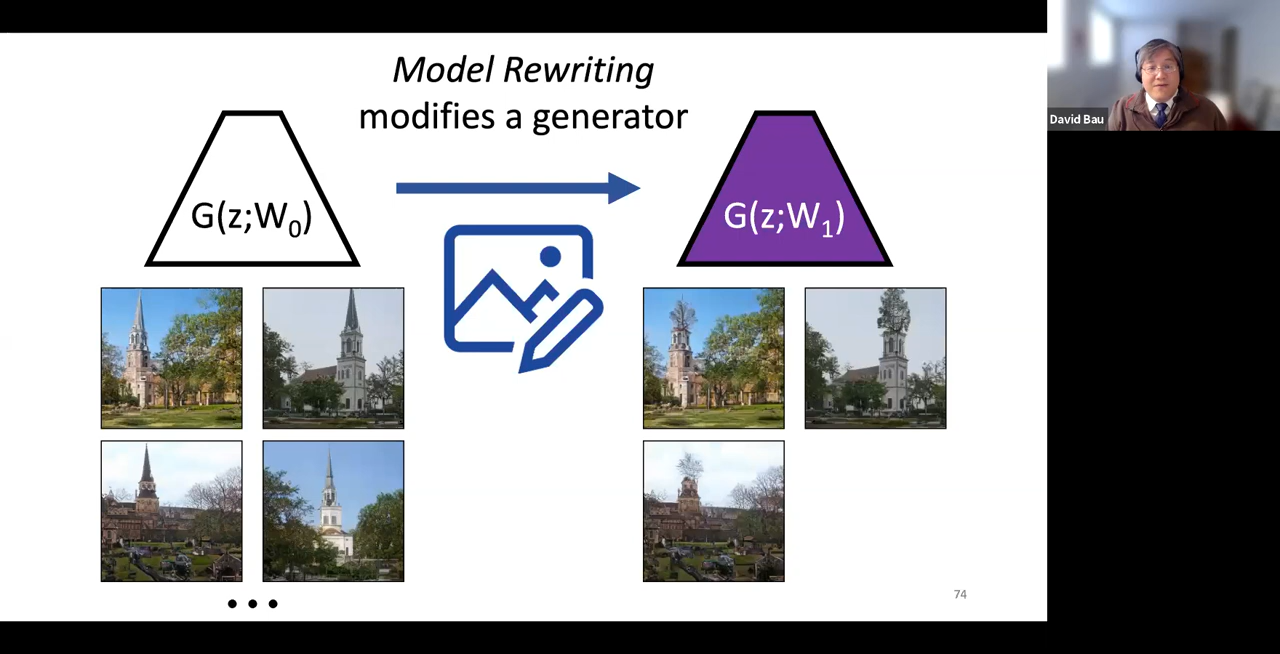 Model Rewriting
modifies a generator
G(z;W₀)
G(z;W₁)
David Bau
74